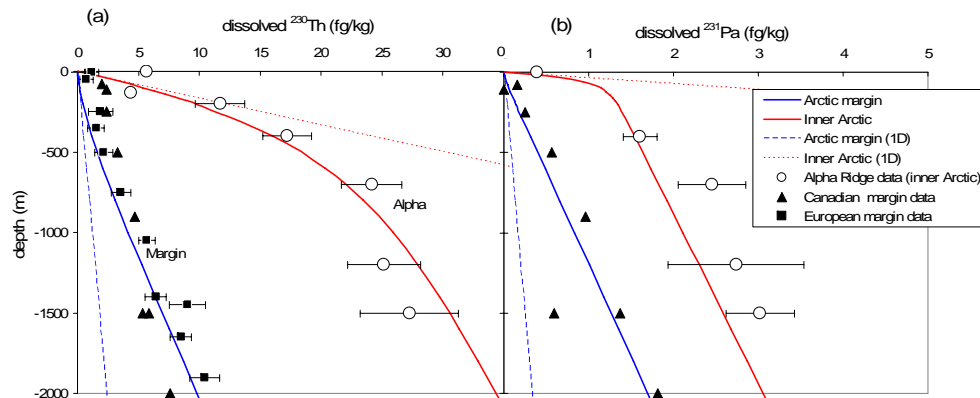 (a)
dissolved ²³⁰Th (fg/kg)
0 5 10 15 20 25 30
(b)
dissolved ²³¹Pa (fg/kg)
0 1 2 3 4 5
depth (m)
0
-500
-1000
-1500
-2000
Alpha
Margin
Arctic margin
Inner Arctic
Arctic margin (1D)
Inner Arctic (1D)
Alpha Ridge data (inner Arctic)
Canadian margin data
European margin data